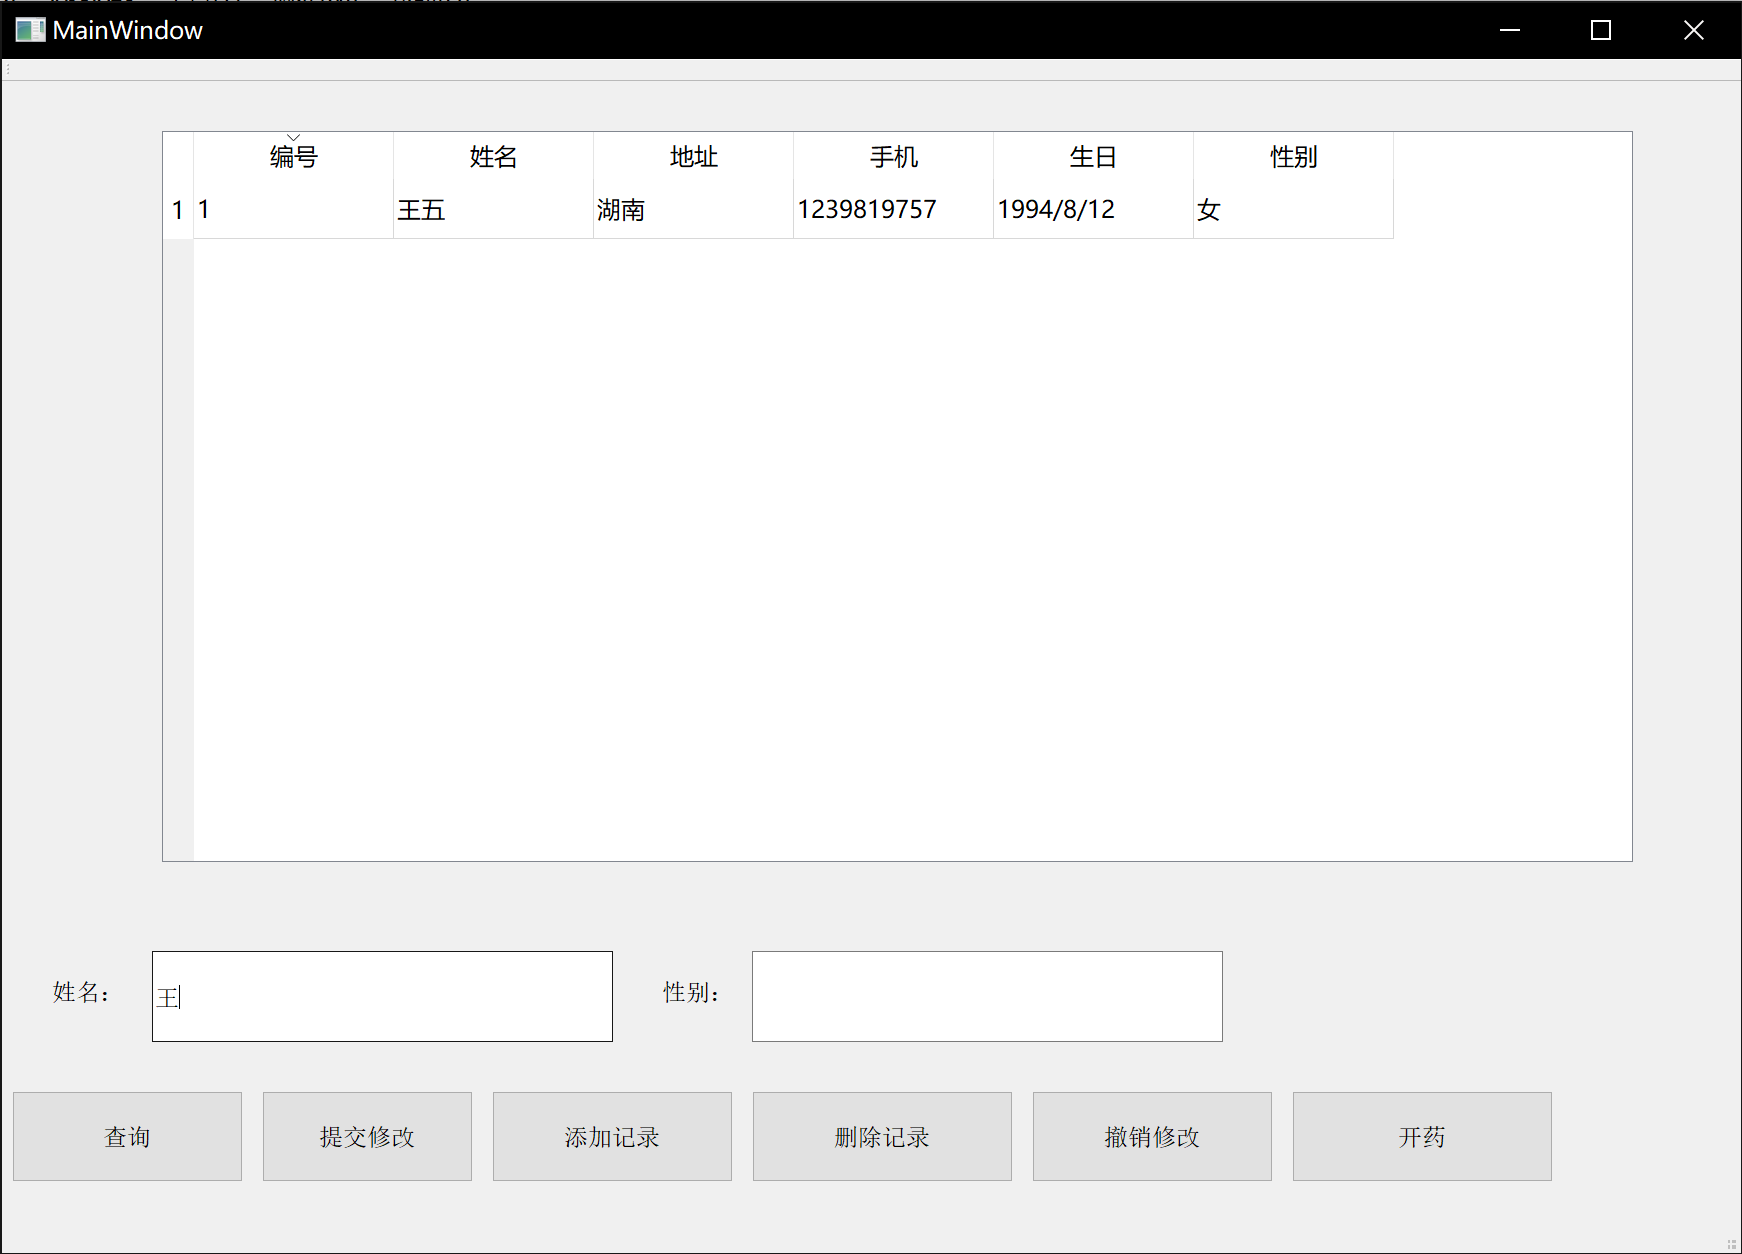 MainWindow
编号 姓名 地址 手机 生日 性别
1 1 王五 湖南 1239819757 1994/8/12 女
姓名： 王 性别：
查询 提交修改 添加记录 删除记录 撤销修改 开药